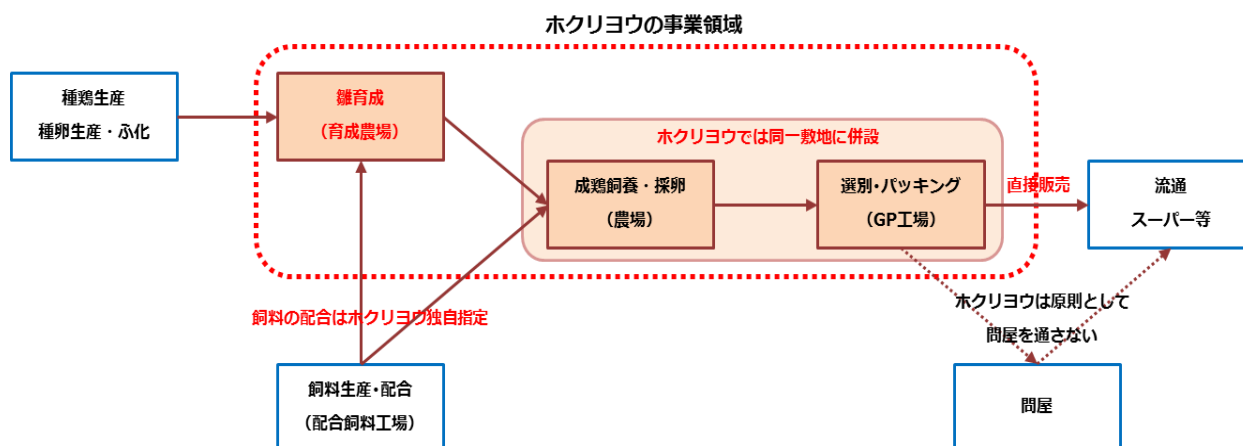 ホクリヨウの事業領域
種鶏生産
種卵生産・ふ化
雛育成
（育成農場）
ホクリヨウでは同一敷地に併設
成鶏飼養・採卵
（農場）
選別・パッキング
（GP工場）
直接販売
流通
スーパー等
飼料の配合はホクリヨウ独自指定
ホクリヨウは原則として
問屋を通さない
飼料生産・配合
（配合飼料工場）
問屋